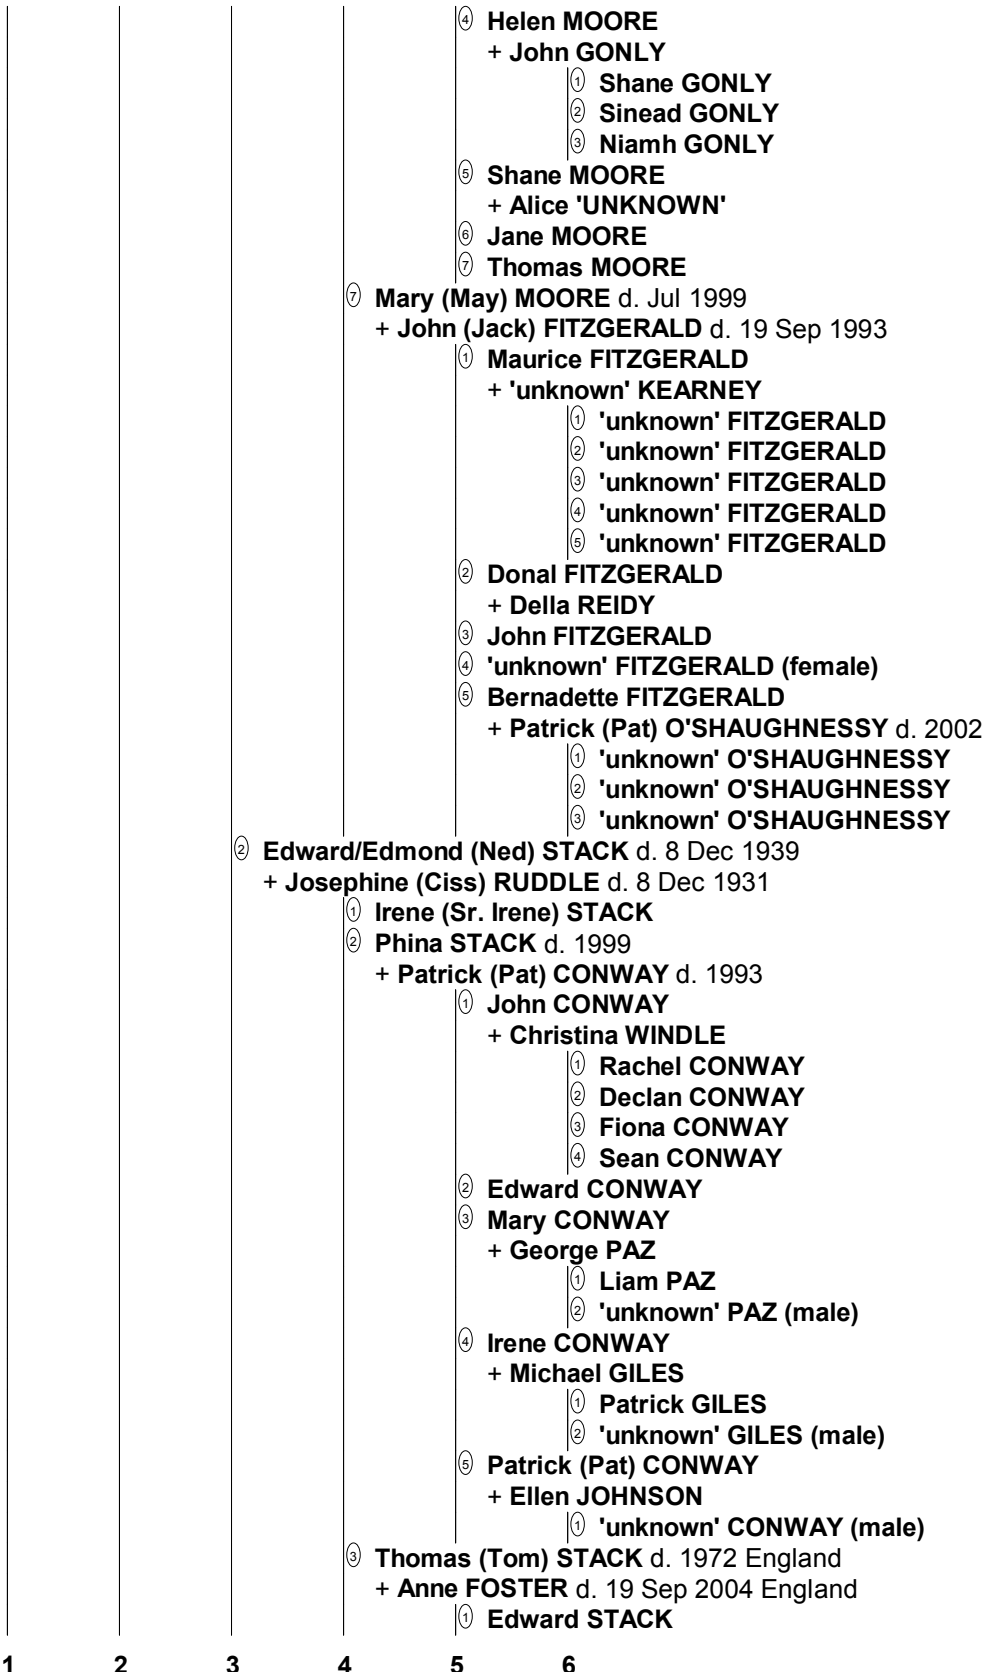 ④ Helen MOORE
+ John GONLY
① Shane GONLY
② Sinead GONLY
③ Niamh GONLY
⑤ Shane MOORE
+ Alice 'UNKNOWN'
⑥ Jane MOORE
⑦ Thomas MOORE
⑦ Mary (May) MOORE d. Jul 1999
+ John (Jack) FITZGERALD d. 19 Sep 1993
① Maurice FITZGERALD
+ 'unknown' KEARNEY
① 'unknown' FITZGERALD
② 'unknown' FITZGERALD
③ 'unknown' FITZGERALD
④ 'unknown' FITZGERALD
⑤ 'unknown' FITZGERALD
② Donal FITZGERALD
+ Della REIDY
③ John FITZGERALD
④ 'unknown' FITZGERALD (female)
⑤ Bernadette FITZGERALD
+ Patrick (Pat) O'SHAUGHNESSY d. 2002
① 'unknown' O'SHAUGHNESSY
② 'unknown' O'SHAUGHNESSY
③ 'unknown' O'SHAUGHNESSY
② Edward/Edmond (Ned) STACK d. 8 Dec 1939
+ Josephine (Ciss) RUDDLE d. 8 Dec 1931
① Irene (Sr. Irene) STACK
② Phina STACK d. 1999
+ Patrick (Pat) CONWAY d. 1993
① John CONWAY
+ Christina WINDLE
① Rachel CONWAY
② Declan CONWAY
③ Fiona CONWAY
④ Sean CONWAY
② Edward CONWAY
③ Mary CONWAY
+ George PAZ
① Liam PAZ
② 'unknown' PAZ (male)
④ Irene CONWAY
+ Michael GILES
① Patrick GILES
② 'unknown' GILES (male)
⑤ Patrick (Pat) CONWAY
+ Ellen JOHNSON
① 'unknown' CONWAY (male)
③ Thomas (Tom) STACK d. 1972 England
+ Anne FOSTER d. 19 Sep 2004 England
① Edward STACK
1 2 3 4 5 6